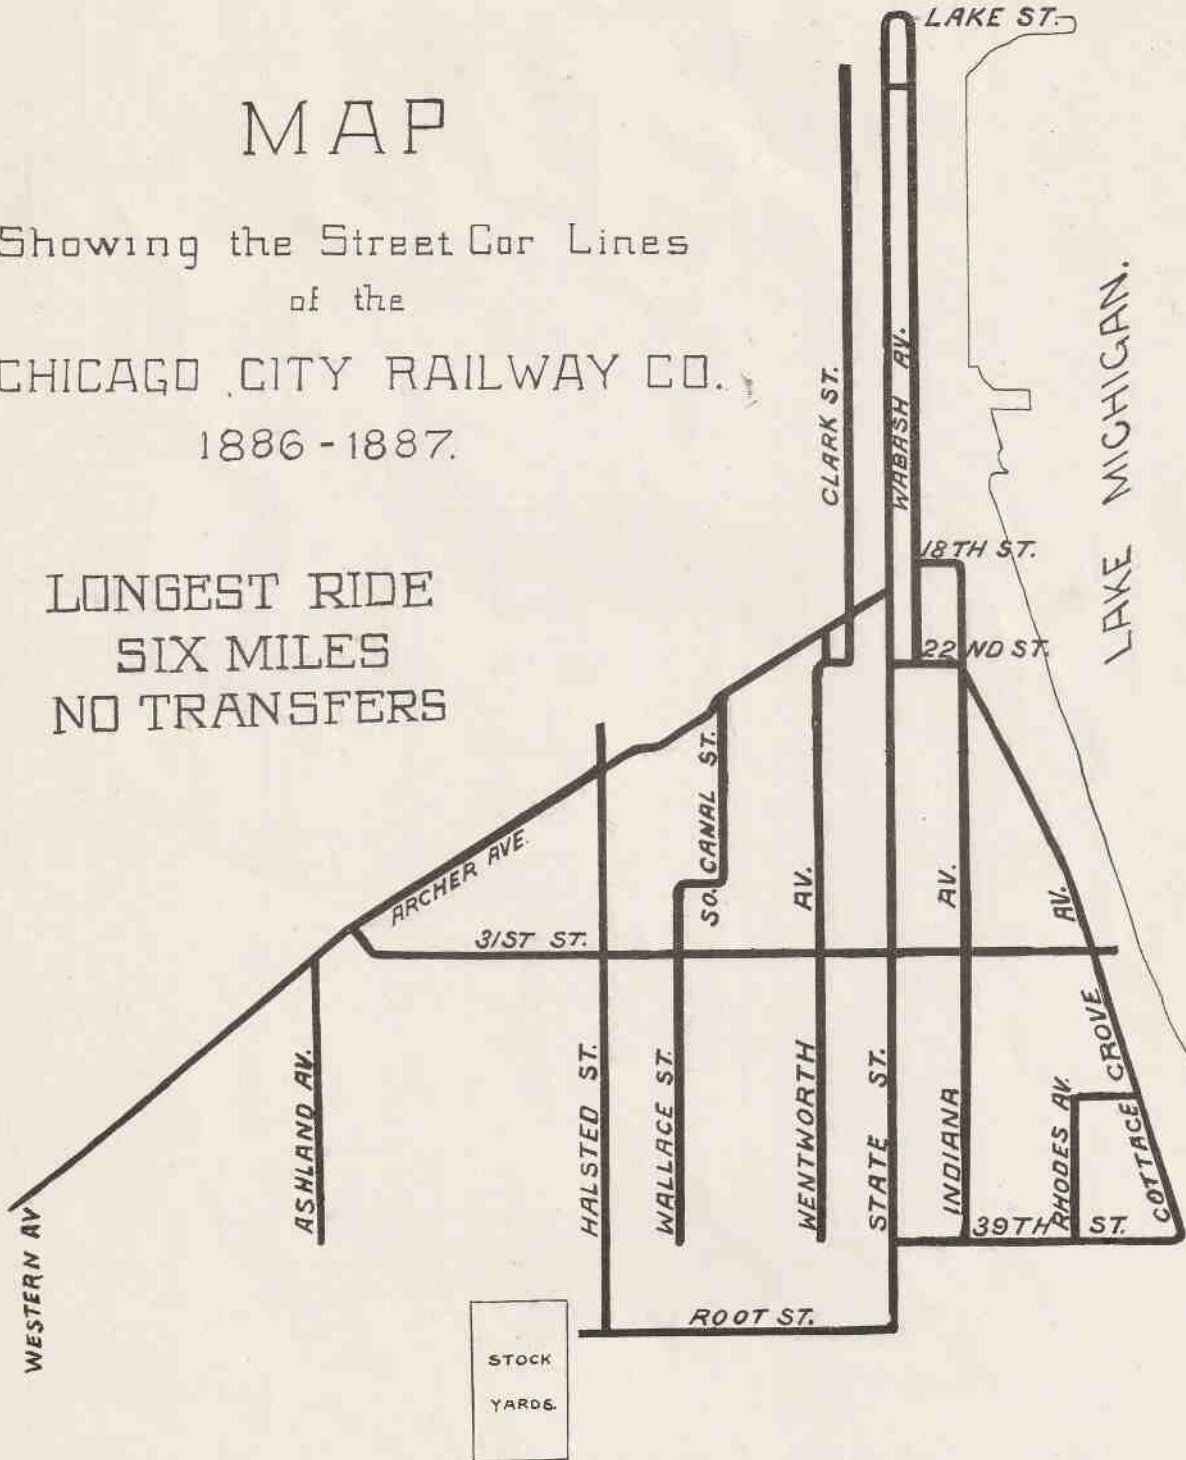 MAP
Showing the Street Car Lines
of the
CHICAGO CITY RAILWAY CO.
1886-1887.
LONGEST RIDE
SIX MILES
NO TRANSFERS
LAKE ST.
LAKE MICHIGAN.
CLARK ST.
WABASH AV.
18TH ST.
22ND ST.
SO. CANAL ST.
ARCHER AVE.
31ST ST.
ASHLAND AV.
HALSTED ST.
WALLACE ST.
WENTWORTH AV.
STATE ST.
INDIANA AV.
RHODES AV.
COTTAGE GROVE AV.
39TH ST.
WESTERN AV
ROOT ST.
STOCK
YARDS.